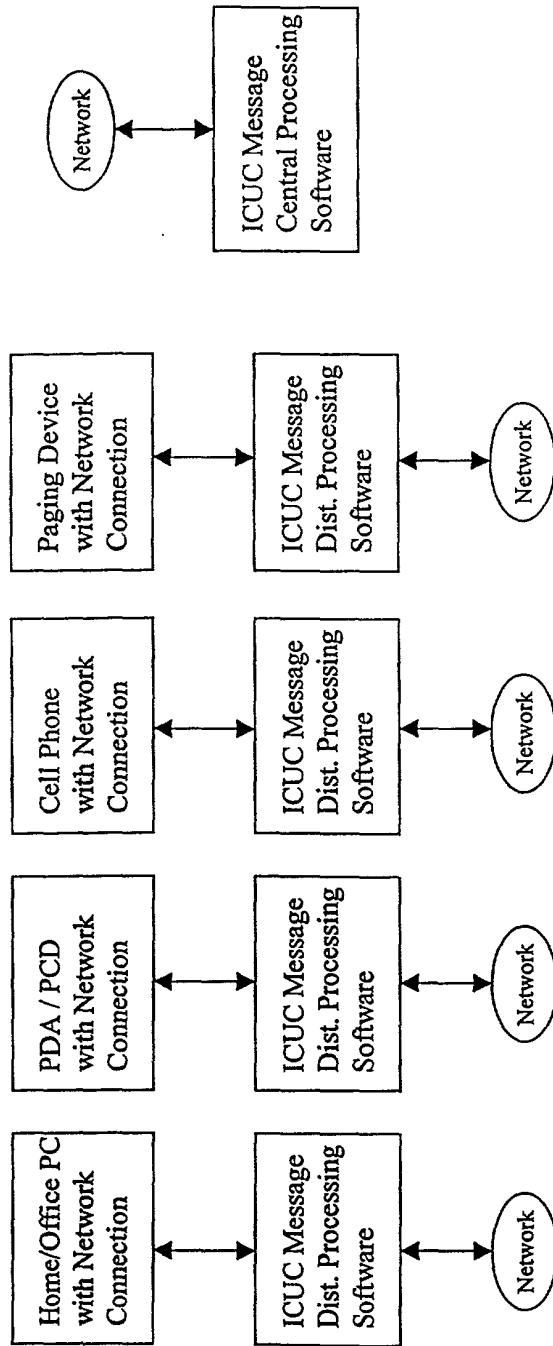 Home/Office PC
with Network
Connection
PDA / PCD
with Network
Connection
Cell Phone
with Network
Connection
Paging Device
with Network
Connection
Network
ICUC Message
Dist. Processing
Software
ICUC Message
Dist. Processing
Software
ICUC Message
Dist. Processing
Software
ICUC Message
Dist. Processing
Software
ICUC Message
Central Processing
Software
Network
Network
Network
Network